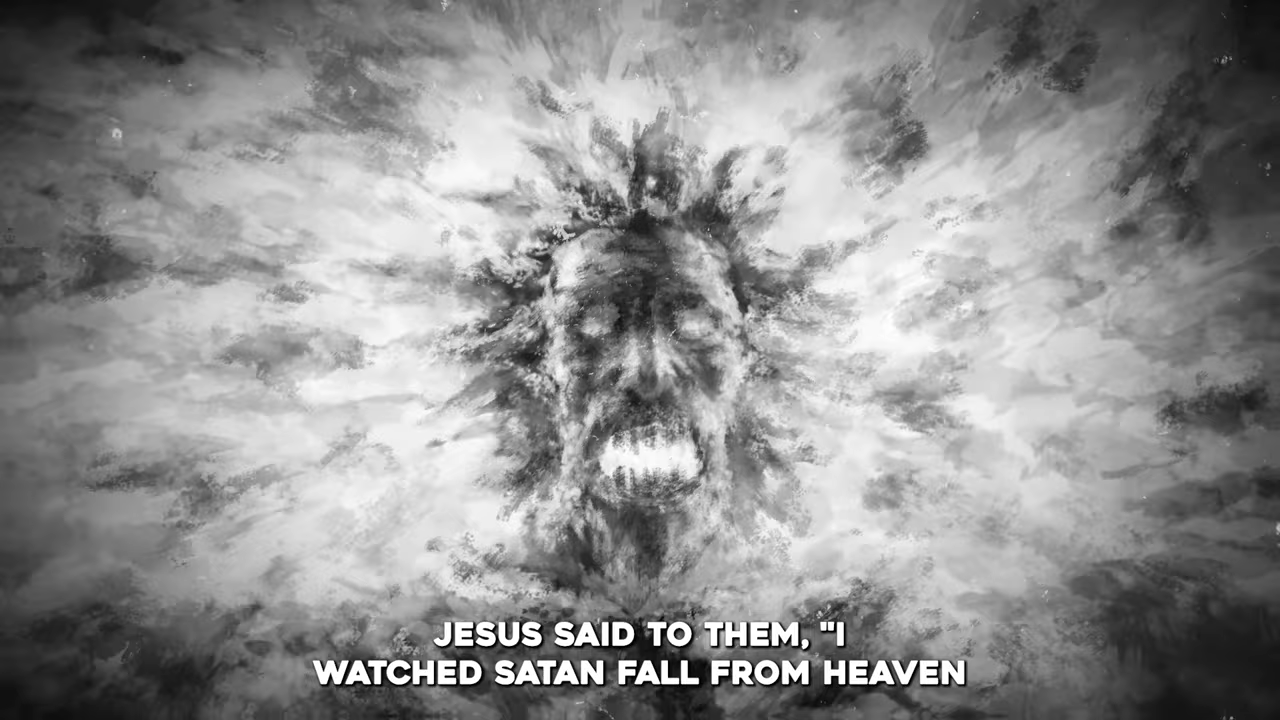 JESUS SAID TO THEM, "I
WATCHED SATAN FALL FROM HEAVEN